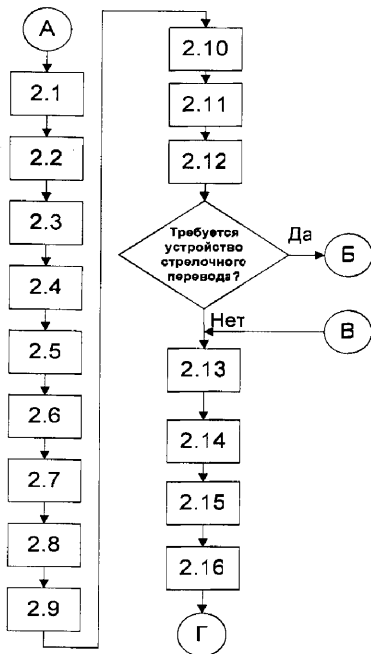 А
2.1
2.2
2.3
2.4
2.5
2.6
2.7
2.8
2.9
2.10
2.11
2.12
Требуется
устройство
стрелочного
перевода?
Да
Б
Нет
В
2.13
2.14
2.15
2.16
Г